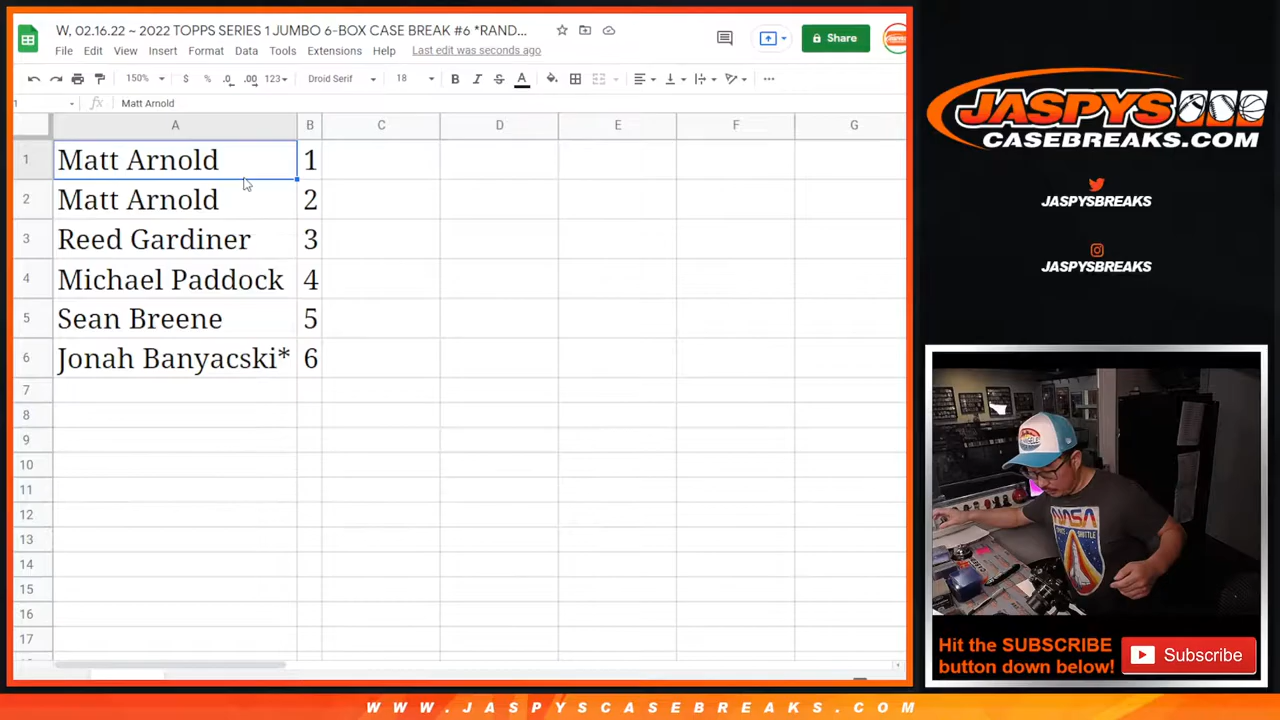 W, 02.16.22 ~ 2022 TOPPS SERIES 1 JUMBO 6-BOX CASE BREAK #6 *RAND...
File Edit View Insert Format Data Tools Extensions Help Last edit was seconds ago
Share
150% $ % .0 .00 123 Droid Serif 18 B I S A
1 fx Matt Arnold
A B C D E F G
1 Matt Arnold 1
2 Matt Arnold 2
3 Reed Gardiner 3
4 Michael Paddock 4
5 Sean Breene 5
6 Jonah Banyacski* 6
7
8
9
10
11
12
13
14
15
16
17
JASPYS
CASEBREAKS.COM
JASPYSBREAKS
JASPYSBREAKS
NASA
Hit the SUBSCRIBE
button down below!
Subscribe
WWW.JASPYSCASEBREAKS.COM